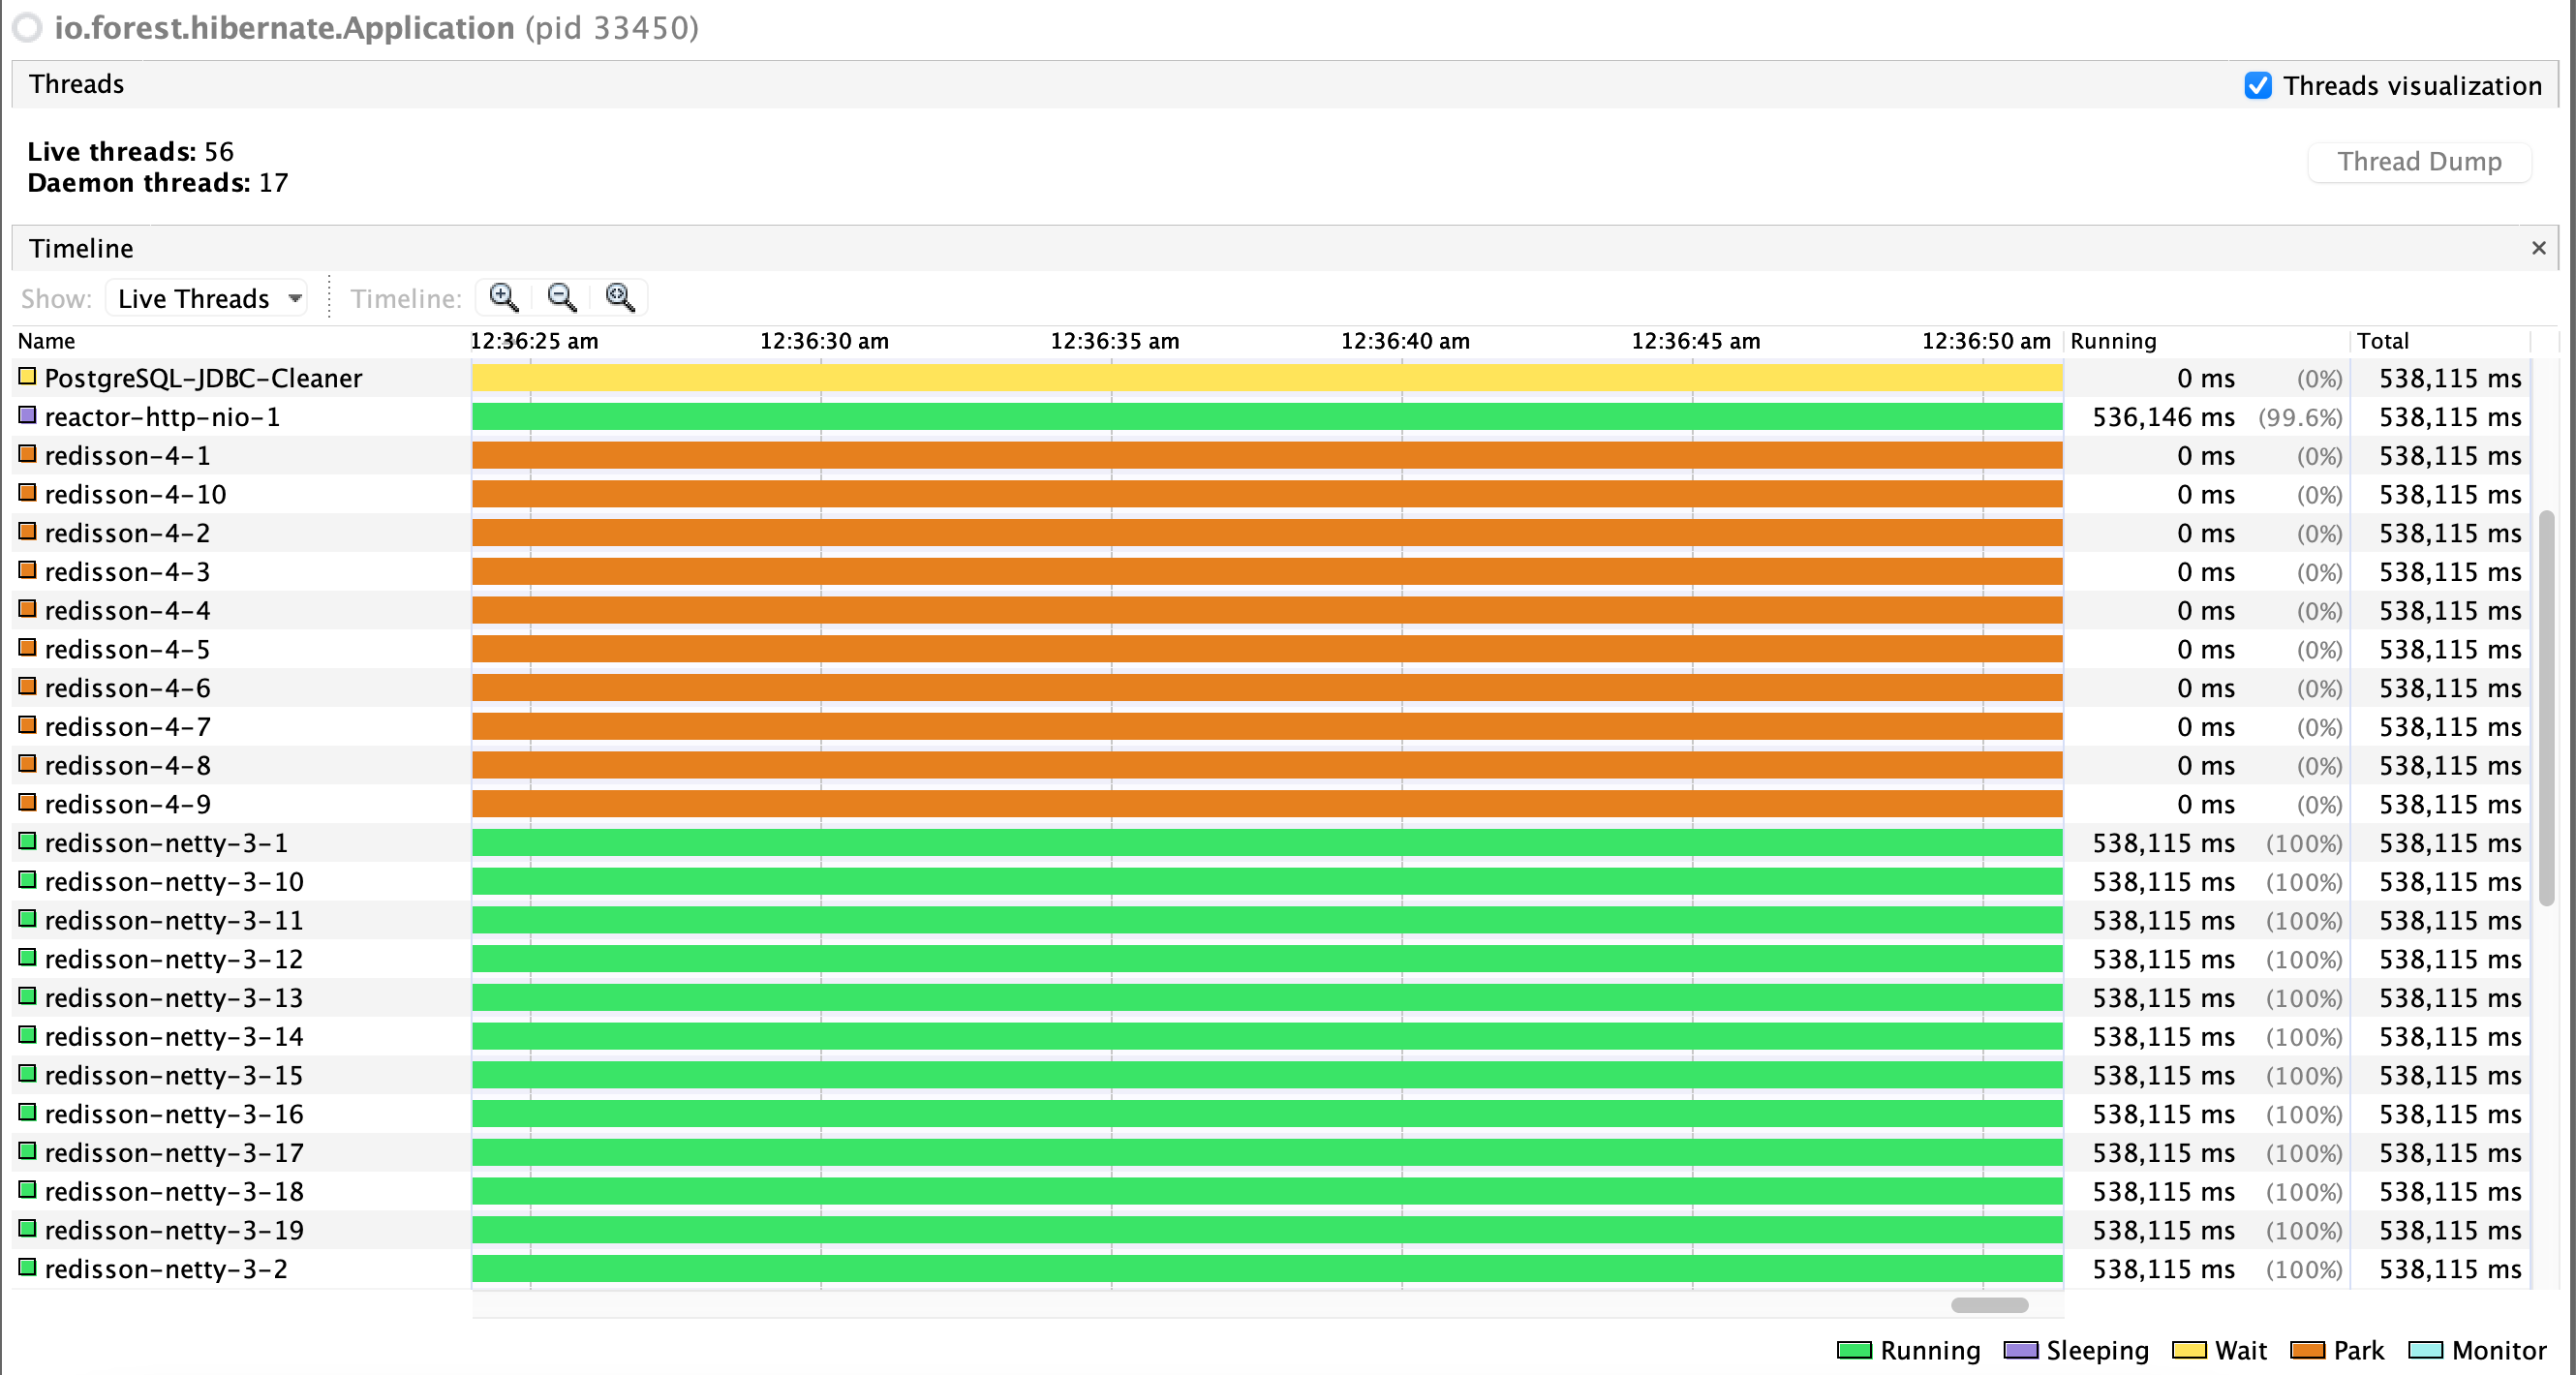 io.forest.hibernate.Application (pid 33450)
Threads
Threads visualization
Live threads: 56
Daemon threads: 17
Thread Dump
Timeline
Show: Live Threads Timeline:
Name 12:36:25 am 12:36:30 am 12:36:35 am 12:36:40 am 12:36:45 am 12:36:50 am Running Total
PostgreSQL-JDBC-Cleaner 0 ms (0%) 538,115 ms
reactor-http-nio-1 536,146 ms (99.6%) 538,115 ms
redisson-4-1 0 ms (0%) 538,115 ms
redisson-4-10 0 ms (0%) 538,115 ms
redisson-4-2 0 ms (0%) 538,115 ms
redisson-4-3 0 ms (0%) 538,115 ms
redisson-4-4 0 ms (0%) 538,115 ms
redisson-4-5 0 ms (0%) 538,115 ms
redisson-4-6 0 ms (0%) 538,115 ms
redisson-4-7 0 ms (0%) 538,115 ms
redisson-4-8 0 ms (0%) 538,115 ms
redisson-4-9 0 ms (0%) 538,115 ms
redisson-netty-3-1 538,115 ms (100%) 538,115 ms
redisson-netty-3-10 538,115 ms (100%) 538,115 ms
redisson-netty-3-11 538,115 ms (100%) 538,115 ms
redisson-netty-3-12 538,115 ms (100%) 538,115 ms
redisson-netty-3-13 538,115 ms (100%) 538,115 ms
redisson-netty-3-14 538,115 ms (100%) 538,115 ms
redisson-netty-3-15 538,115 ms (100%) 538,115 ms
redisson-netty-3-16 538,115 ms (100%) 538,115 ms
redisson-netty-3-17 538,115 ms (100%) 538,115 ms
redisson-netty-3-18 538,115 ms (100%) 538,115 ms
redisson-netty-3-19 538,115 ms (100%) 538,115 ms
redisson-netty-3-2 538,115 ms (100%) 538,115 ms
Running Sleeping Wait Park Monitor